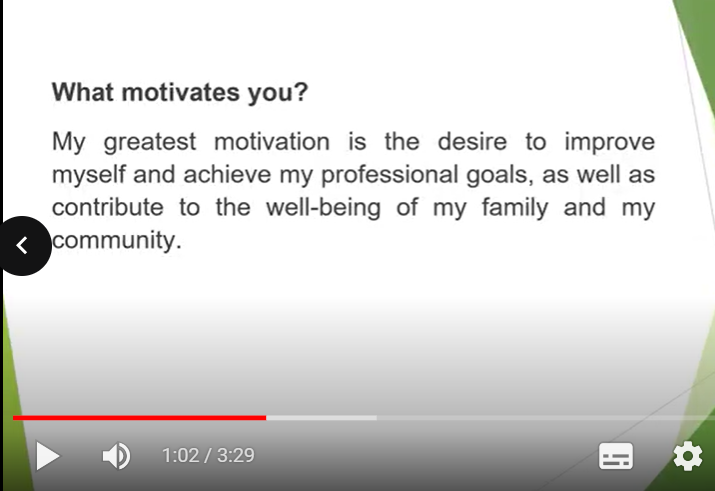 What motivates you?
My greatest motivation is the desire to improve
myself and achieve my professional goals, as well as
contribute to the well-being of my family and my
community.
1:02 / 3:29